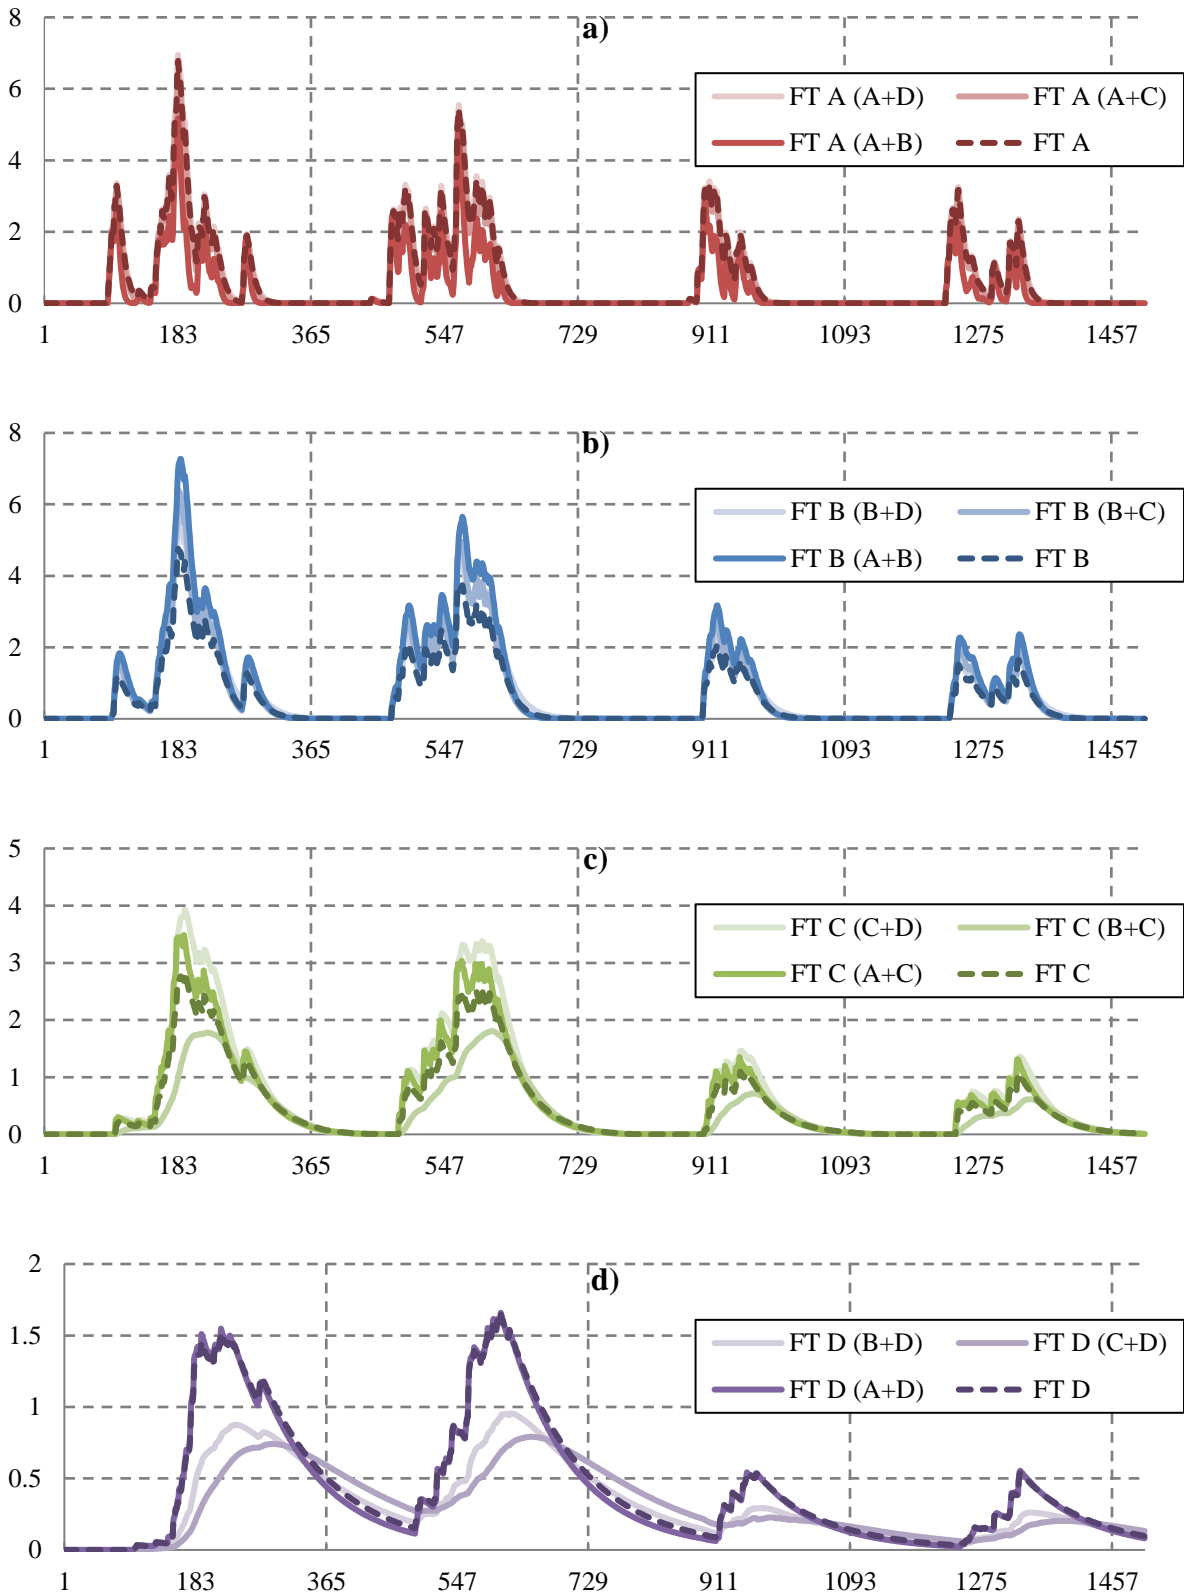 a)
8
6
4
2
0
FT A (A+D) FT A (A+C)
FT A (A+B) FT A
1 183 365 547 729 911 1093 1275 1457
b)
8
6
4
2
0
FT B (B+D) FT B (B+C)
FT B (A+B) FT B
1 183 365 547 729 911 1093 1275 1457
c)
5
4
3
2
1
0
FT C (C+D) FT C (B+C)
FT C (A+C) FT C
1 183 365 547 729 911 1093 1275 1457
d)
2
1.5
1
0.5
0
FT D (B+D) FT D (C+D)
FT D (A+D) FT D
1 183 365 547 729 911 1093 1275 1457